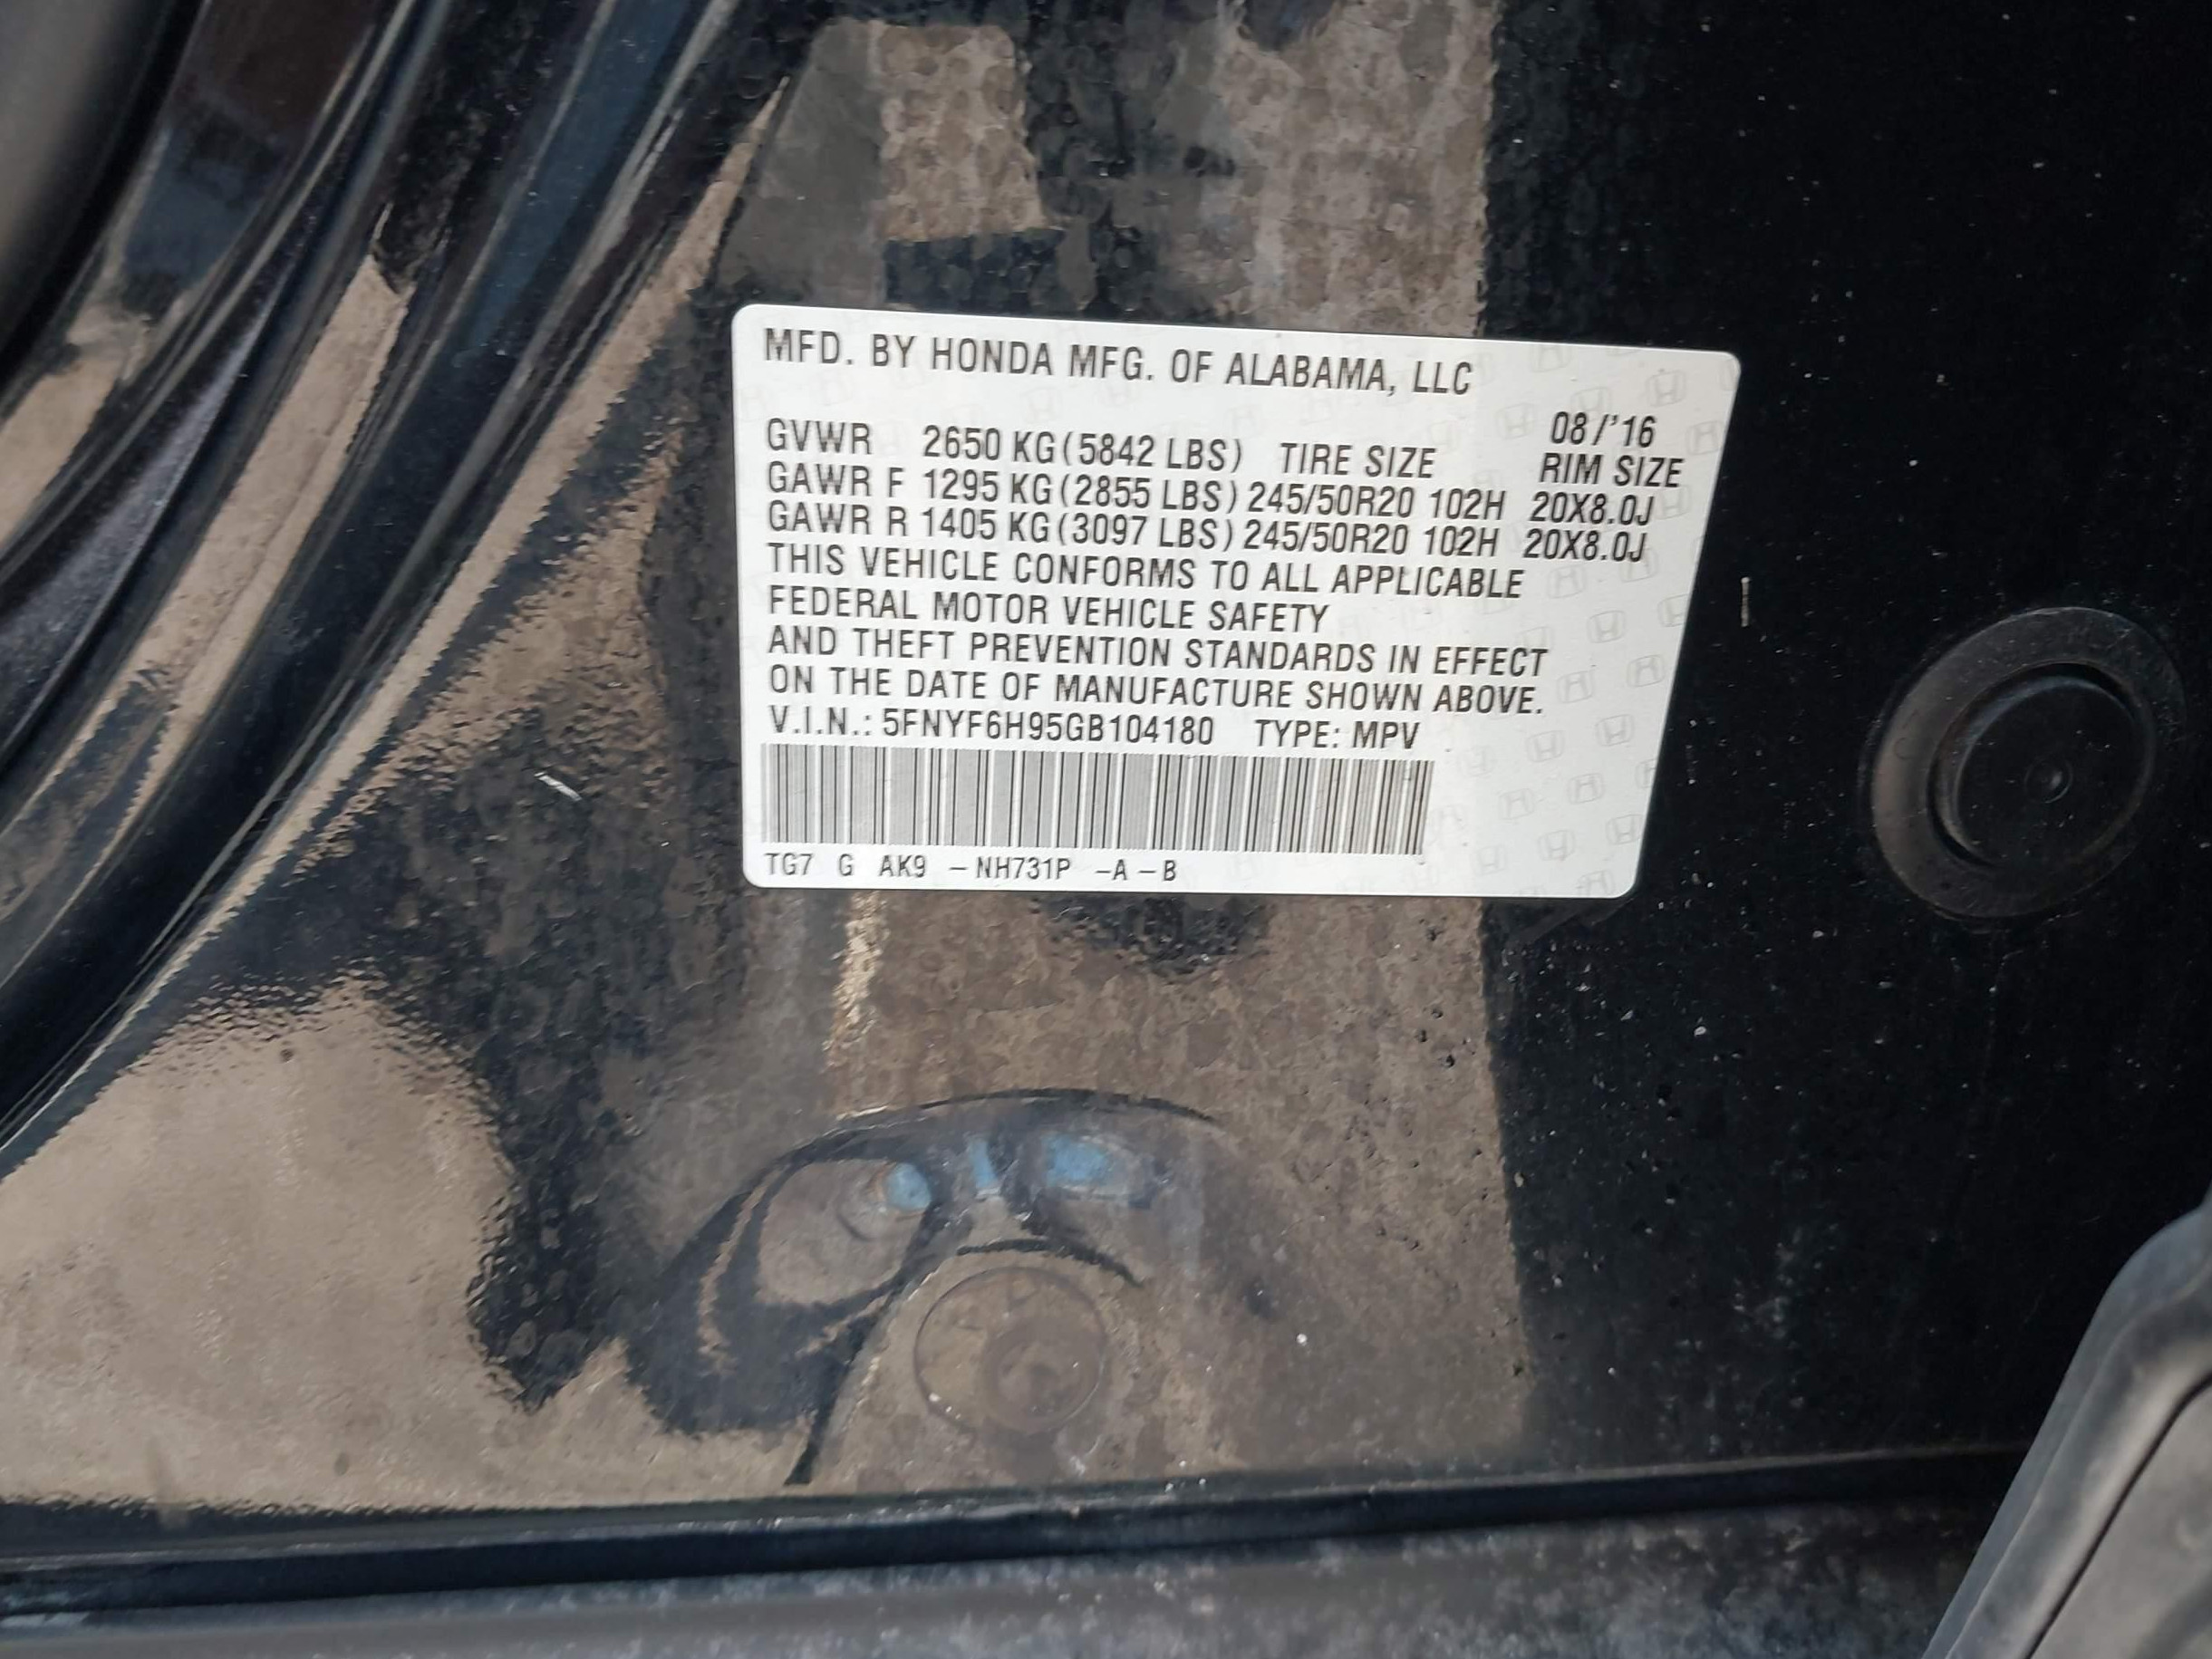 MFD. BY HONDA MFG. OF ALABAMA, LLC
08/'16
GVWR 2650 KG(5842 LBS) TIRE SIZE RIM SIZE
GAWR F 1295 KG(2855 LBS)245/50R20 102H 20X8.0J
GAWR R 1405 KG(3097 LBS)245/50R20 102H 20X8.0J
THIS VEHICLE CONFORMS TO ALL APPLICABLE
FEDERAL MOTOR VEHICLE SAFETY
AND THEFT PREVENTION STANDARDS IN EFFECT
ON THE DATE OF MANUFACTURE SHOWN ABOVE.
V.I.N.: 5FNYF6H95GB104180 TYPE: MPV
TG7 G AK9 –NH731P –A–B